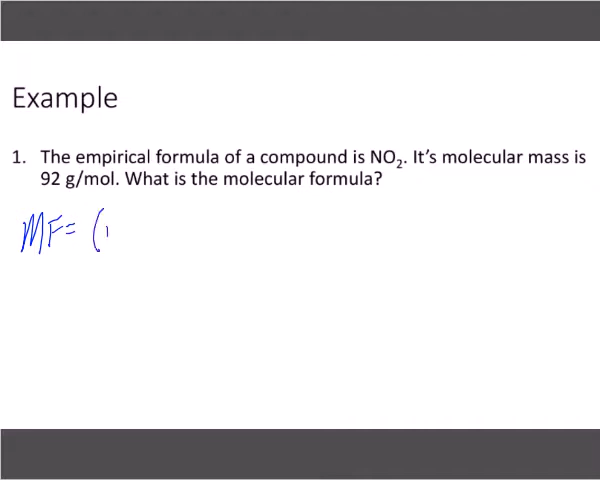 Example
1. The empirical formula of a compound is NO₂. It's molecular mass is
92 g/mol. What is the molecular formula?
MF= (